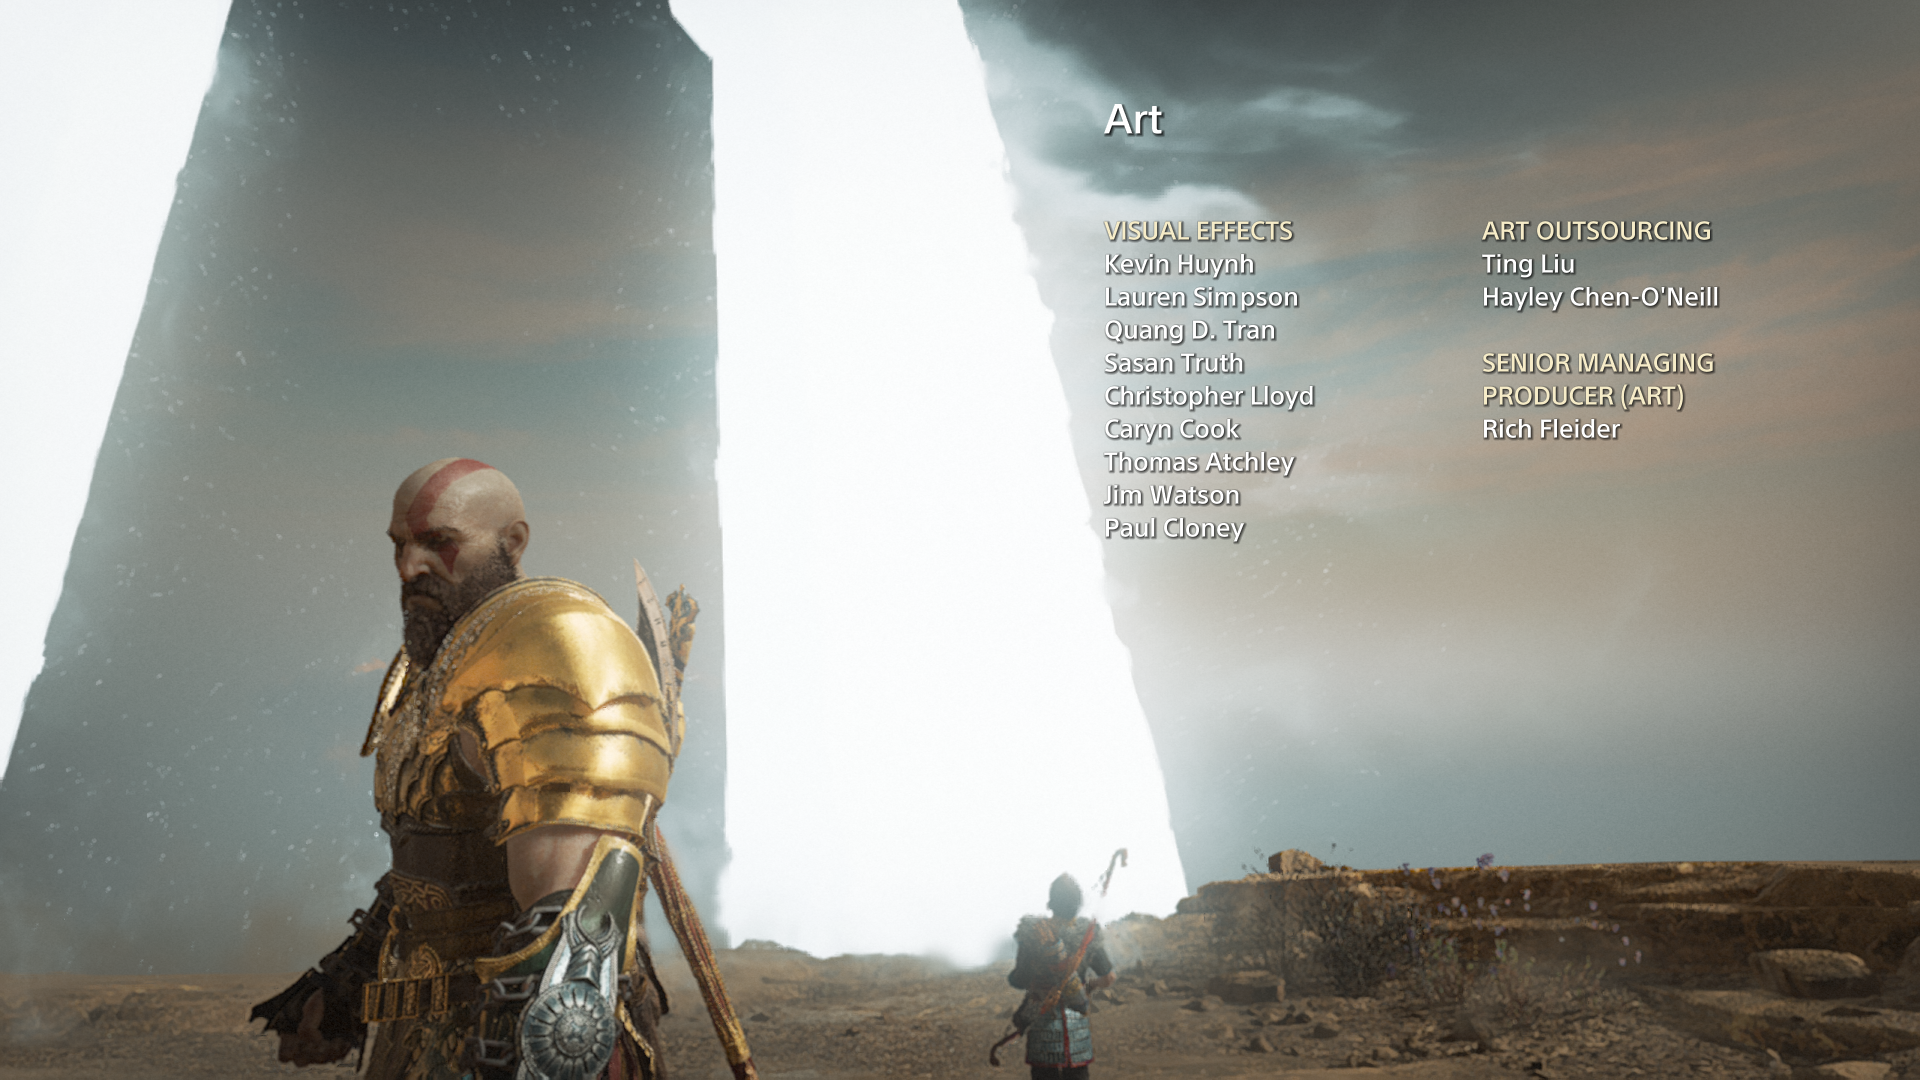 Art
VISUAL EFFECTS
Kevin Huynh
Lauren Simpson
Quang D. Tran
Sasan Truth
Christopher Lloyd
Caryn Cook
Thomas Atchley
Jim Watson
Paul Cloney
ART OUTSOURCING
Ting Liu
Hayley Chen-O'Neill
SENIOR MANAGING
PRODUCER (ART)
Rich Fleider